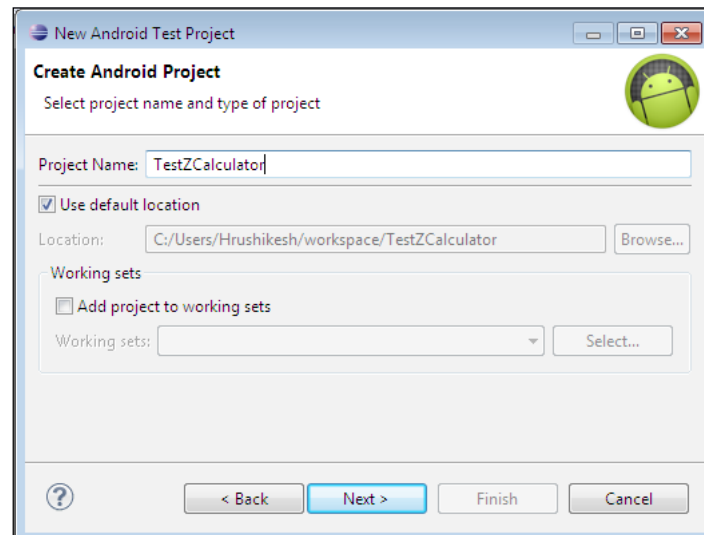 New Android Test Project
Create Android Project
Select project name and type of project
Project Name: TestZCalculator
Use default location
Location: C:/Users/Hrushikesh/workspace/TestZCalculator Browse...
Working sets
Add project to working sets
Working sets: Select...
? < Back Next > Finish Cancel